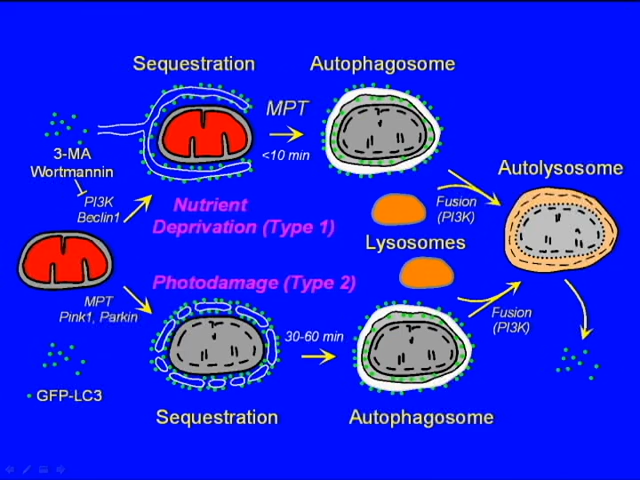 Sequestration
Autophagosome
MPT
<10 min
3-MA
Wortmannin
PI3K
Beclin1
Nutrient
Deprivation (Type 1)
Autolysosome
Fusion
(PI3K)
Lysosomes
Photodamage (Type 2)
MPT
Pink1, Parkin
30-60 min
Fusion
(PI3K)
GFP-LC3
Sequestration
Autophagosome